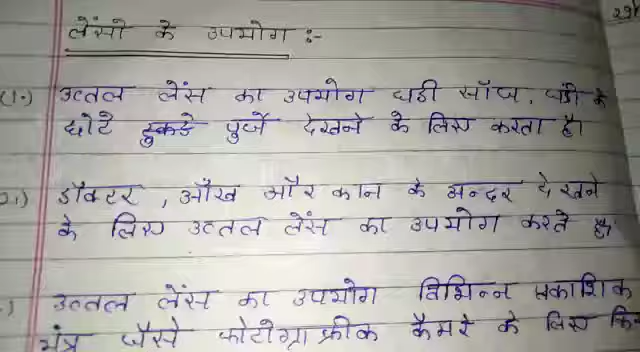 लेंसो के उपयोग :-
(1.) उत्तल लेंस का उपयोग घडी सॉज, घडी के
छोटे टुकडे पुर्जे देखने के लिए करता है।
2.) डॉक्टर, आँख और कान के अन्दर देखने
के लिए उत्तल लेंस का उपयोग करते है।
उत्तल लेंस का उपयोग विभिन्न प्रकाशिक
यंत्र जैसे फोटोग्राफीक कैमरे के लिए